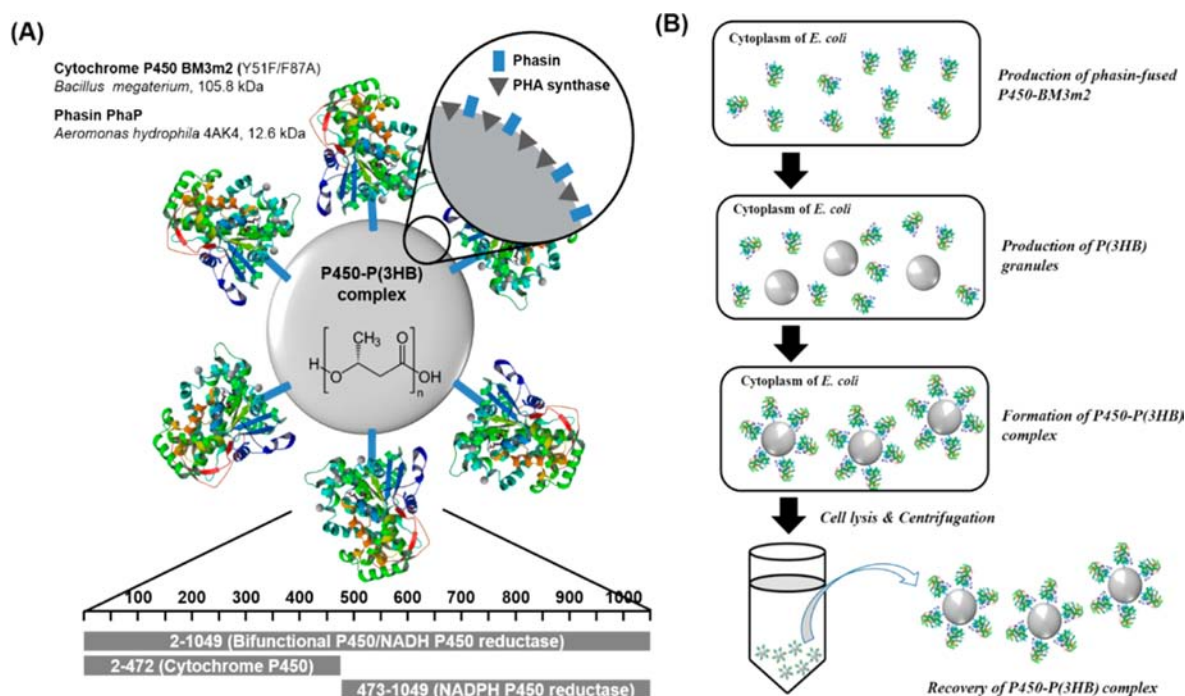 (A)
Cytochrome P450 BM3m2 (Y51F/F87A)
Bacillus megaterium, 105.8 kDa
Phasin PhaP
Aeromonas hydrophila 4AK4, 12.6 kDa
Phasin
PHA synthase
P450-P(3HB)
complex
CH₃
O
H
O
OH
n
100 200 300 400 500 600 700 800 900 1000
2-1049 (Bifunctional P450/NADH P450 reductase)
2-472 (Cytochrome P450)
473-1049 (NADPH P450 reductase)
(B)
Cytoplasm of E. coli
Production of phasin-fused
P450-BM3m2
Cytoplasm of E. coli
Production of P(3HB)
granules
Cytoplasm of E. coli
Formation of P450-P(3HB)
complex
Cell lysis & Centrifugation
Recovery of P450-P(3HB) complex